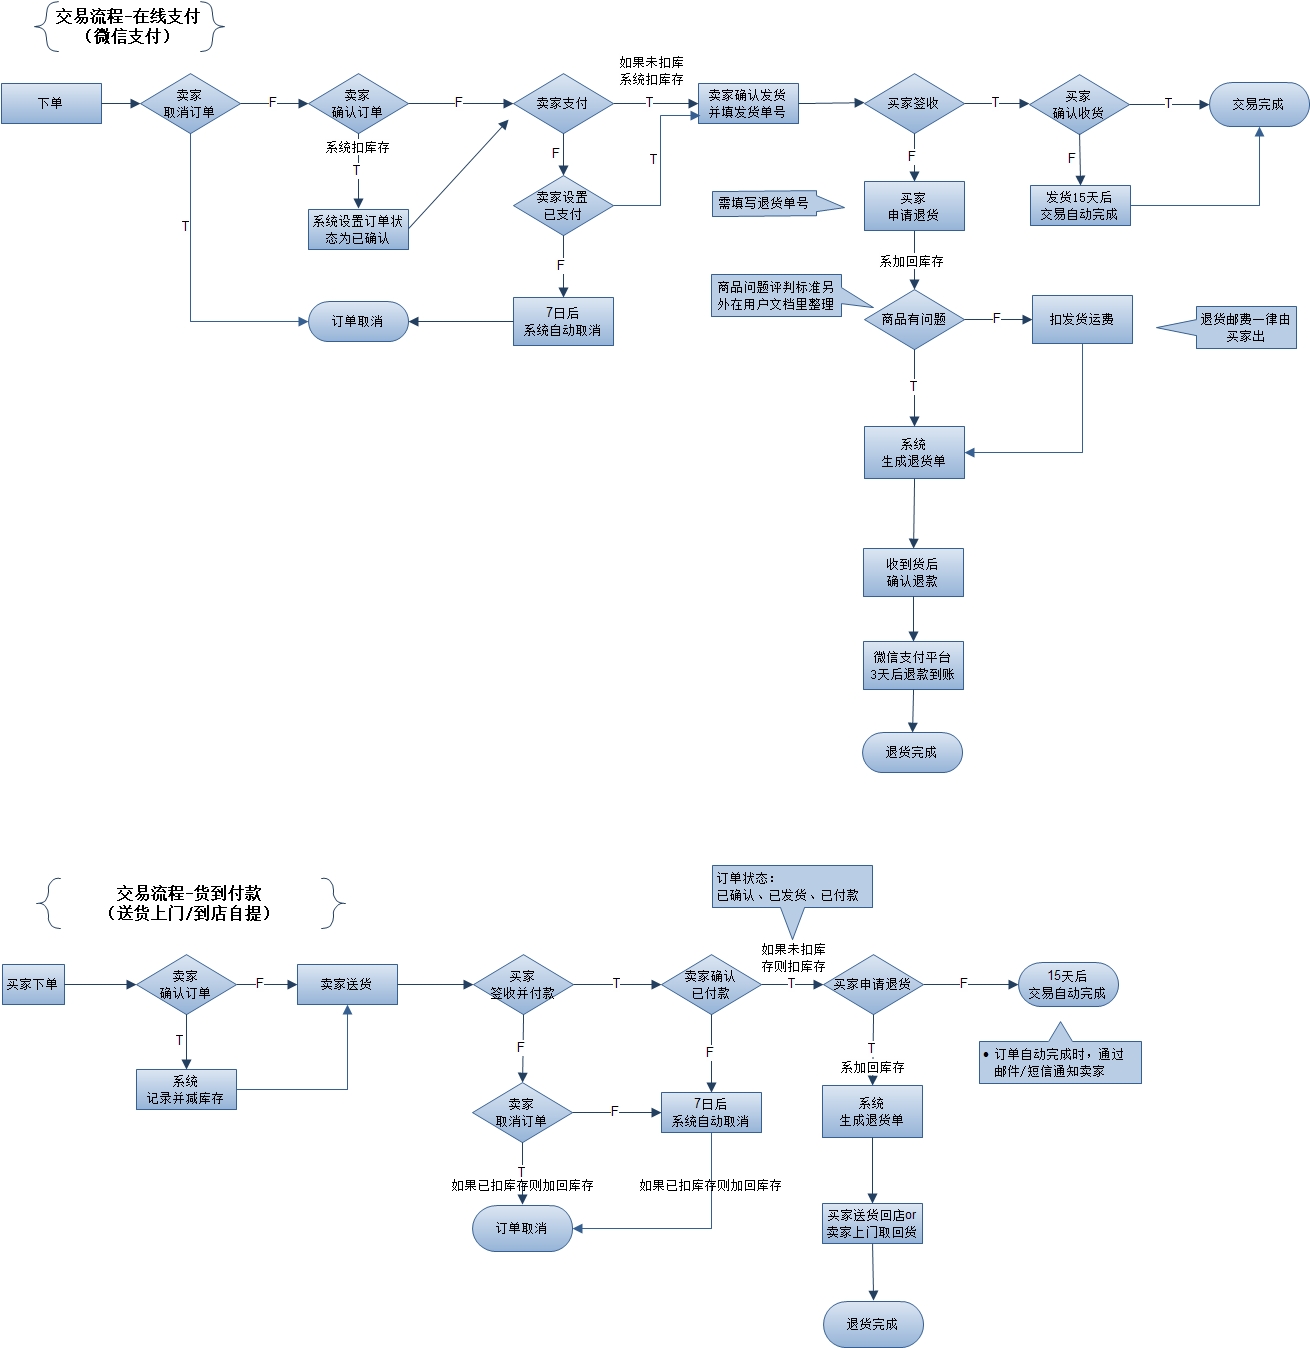 交易流程-在线支付
（微信支付）
下单
卖家
取消订单
F
卖家
确认订单
F
卖家支付
如果未扣库
系统扣库存
T
卖家确认发货
并填发货单号
买家签收
T
买家
确认收货
T
交易完成
系统扣库存
T
系统设置订单状
态为已确认
F
卖家设置
已支付
T
F
买家
申请退货
需填写退货单号
F
发货15天后
交易自动完成
T
F
7日后
系统自动取消
订单取消
系加回库存
商品问题评判标准另
外在用户文档里整理
商品有问题
F
扣发货运费
退货邮费一律由
买家出
T
系统
生成退货单
收到货后
确认退款
微信支付平台
3天后退款到账
退货完成
交易流程-货到付款
（送货上门/到店自提）
订单状态：
已确认、已发货、已付款
买家下单
卖家
确认订单
F
卖家送货
买家
签收并付款
T
卖家确认
已付款
如果未扣库
存则扣库存
T
买家申请退货
F
15天后
交易自动完成
• 订单自动完成时，通过
邮件/短信通知卖家
T
系统
记录并减库存
F
卖家
取消订单
F
F
7日后
系统自动取消
T
系加回库存
系统
生成退货单
T
如果已扣库存则加回库存
如果已扣库存则加回库存
订单取消
买家送货回店or
卖家上门取回货
退货完成